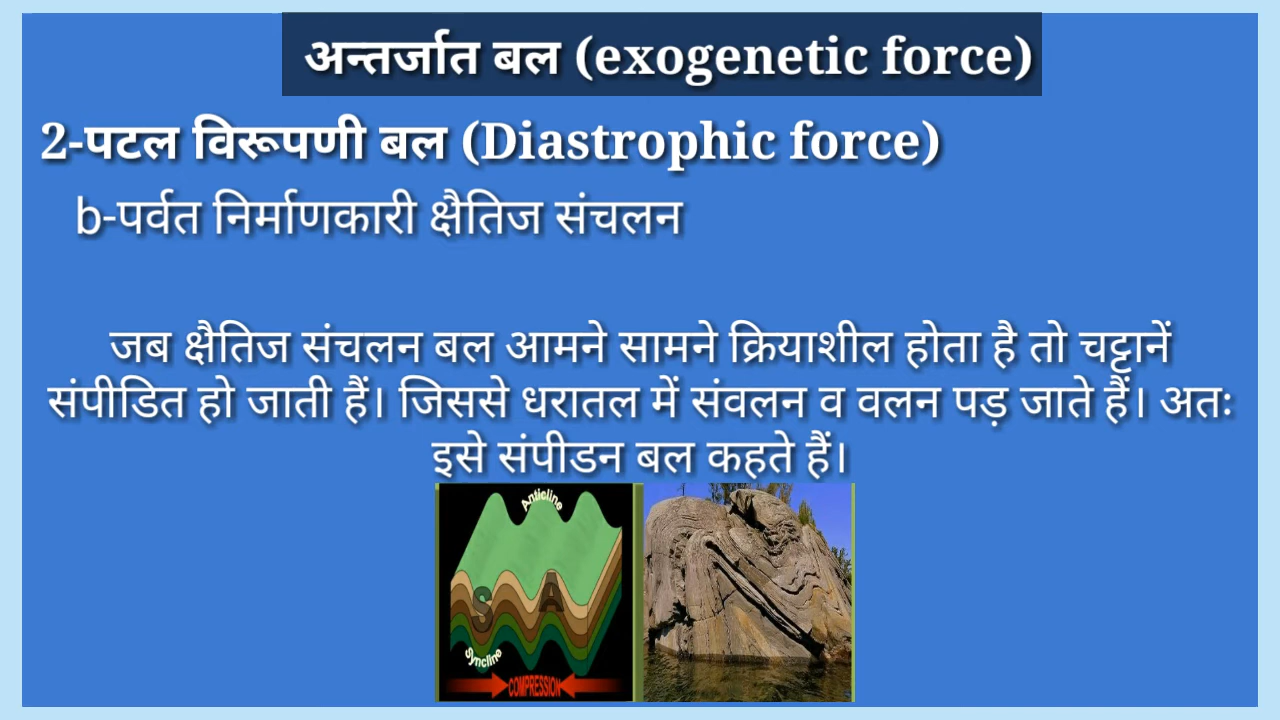 अन्तर्जात बल (exogenetic force)
2-पटल विरूपणी बल (Diastrophic force)
b-पर्वत निर्माणकारी क्षैतिज संचलन
जब क्षैतिज संचलन बल आमने सामने क्रियाशील होता है तो चट्टानें
संपीडित हो जाती हैं। जिससे धरातल में संवलन व वलन पड़ जाते हैं। अतः
इसे संपीडन बल कहते हैं।
Anticline
S A
Syncline
COMPRESSION